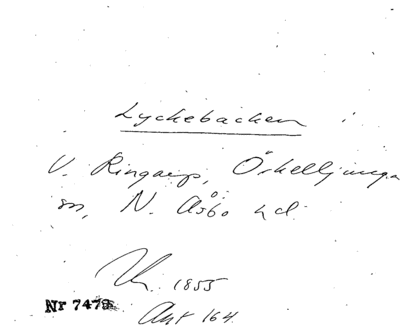 Lyckebacken i
V. Ringarp, Örkelljunga
sn, N. Åsbo hd
1855
Nr 7478
Akt 164